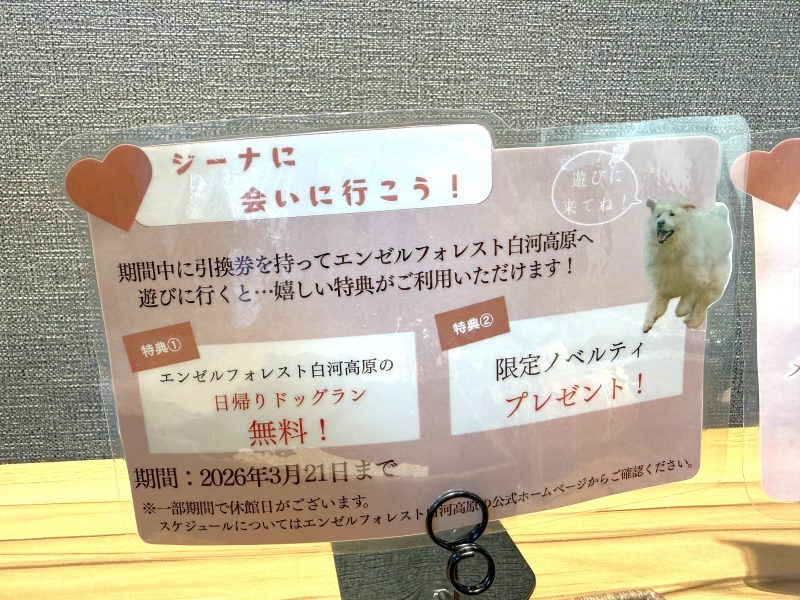 ジーナに
会いに行こう！
遊びに
来てね！
期間中に引換券を持ってエンゼルフォレスト白河高原へ
遊びに行くと…嬉しい特典がご利用いただけます！
特典①
エンゼルフォレスト白河高原の
日帰りドッグラン
無料！
特典②
限定ノベルティ
プレゼント！
期間：2026年3月21日まで
※一部期間で休館日がございます。
スケジュールについてはエンゼルフォレスト白河高原の公式ホームページからご確認ください。